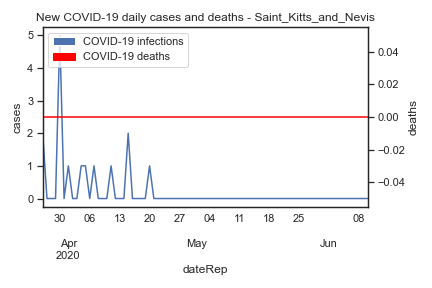 New COVID-19 daily cases and deaths - Saint_Kitts_and_Nevis
COVID-19 infections
COVID-19 deaths
5
4
3
2
1
0
cases
0.04
0.02
0.00
−0.02
−0.04
deaths
30 06 13 20 27 04 11 18 25 08
Apr May Jun
2020
dateRep